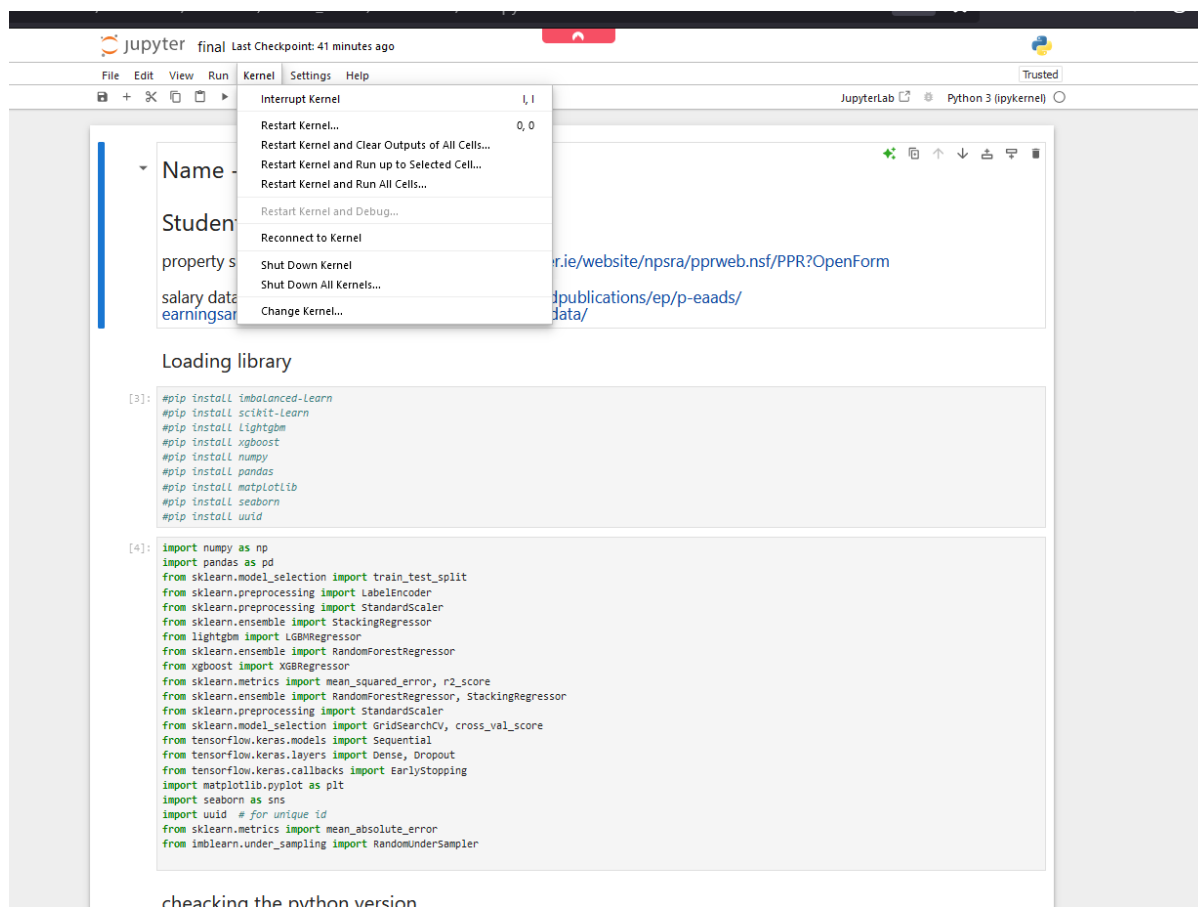 jupyter final Last Checkpoint: 41 minutes ago
File Edit View Run Kernel Settings Help Trusted
JupyterLab Python 3 (ipykernel)
Interrupt Kernel I, I
Restart Kernel... 0, 0
Restart Kernel and Clear Outputs of All Cells...
Restart Kernel and Run up to Selected Cell...
Restart Kernel and Run All Cells...
Restart Kernel and Debug...
Reconnect to Kernel
Shut Down Kernel
Shut Down All Kernels...
Change Kernel...
Name -
Studen
property s r.ie/website/npsra/pprweb.nsf/PPR?OpenForm
salary data dpublications/ep/p-eaads/
earningsar data/
Loading library
[3]: #pip install imbalanced-learn
#pip install scikit-learn
#pip install lightgbm
#pip install xgboost
#pip install numpy
#pip install pandas
#pip install matplotlib
#pip install seaborn
#pip install uuid
[4]: import numpy as np
import pandas as pd
from sklearn.model_selection import train_test_split
from sklearn.preprocessing import LabelEncoder
from sklearn.preprocessing import StandardScaler
from sklearn.ensemble import StackingRegressor
from lightgbm import LGBMRegressor
from sklearn.ensemble import RandomForestRegressor
from xgboost import XGBRegressor
from sklearn.metrics import mean_squared_error, r2_score
from sklearn.ensemble import RandomForestRegressor, StackingRegressor
from sklearn.preprocessing import StandardScaler
from sklearn.model_selection import GridSearchCV, cross_val_score
from tensorflow.keras.models import Sequential
from tensorflow.keras.layers import Dense, Dropout
from tensorflow.keras.callbacks import EarlyStopping
import matplotlib.pyplot as plt
import seaborn as sns
import uuid # for unique id
from sklearn.metrics import mean_absolute_error
from imblearn.under_sampling import RandomUnderSampler
cheacking the python version